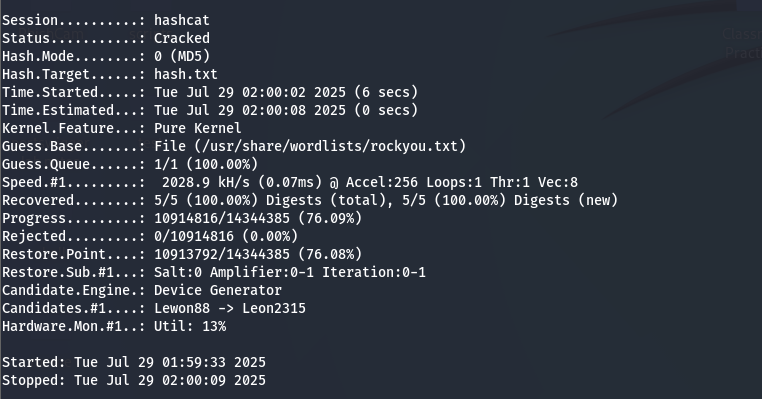 Session..........: hashcat
Status...........: Cracked
Hash.Mode........: 0 (MD5)
Hash.Target......: hash.txt
Time.Started.....: Tue Jul 29 02:00:02 2025 (6 secs)
Time.Estimated...: Tue Jul 29 02:00:08 2025 (0 secs)
Kernel.Feature...: Pure Kernel
Guess.Base.......: File (/usr/share/wordlists/rockyou.txt)
Guess.Queue......: 1/1 (100.00%)
Speed.#1.........:  2028.9 kH/s (0.07ms) @ Accel:256 Loops:1 Thr:1 Vec:8
Recovered........: 5/5 (100.00%) Digests (total), 5/5 (100.00%) Digests (new)
Progress.........: 10914816/14344385 (76.09%)
Rejected.........: 0/10914816 (0.00%)
Restore.Point....: 10913792/14344385 (76.08%)
Restore.Sub.#1...: Salt:0 Amplifier:0-1 Iteration:0-1
Candidate.Engine.: Device Generator
Candidates.#1....: Lewon88 -> Leon2315
Hardware.Mon.#1..: Util: 13%

Started: Tue Jul 29 01:59:33 2025
Stopped: Tue Jul 29 02:00:09 2025